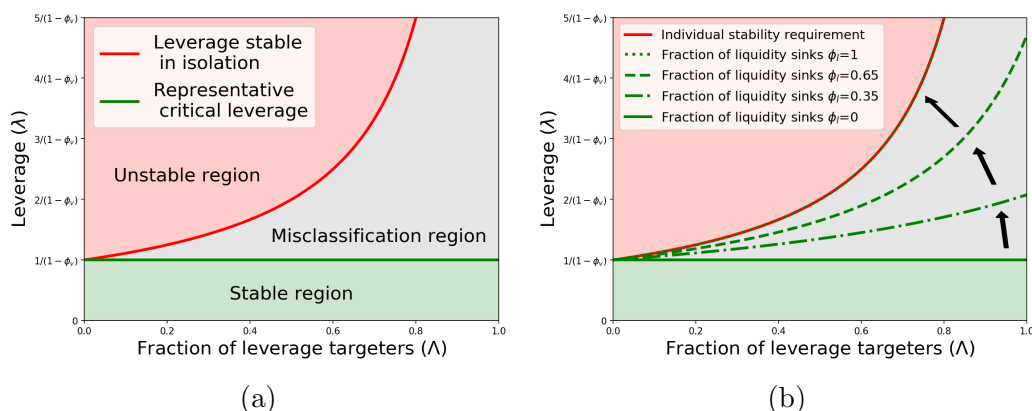 5/(1 − ϕᵥ)
4/(1 − ϕᵥ)
3/(1 − ϕᵥ)
2/(1 − ϕᵥ)
1/(1 − ϕᵥ)
0
Leverage (λ)
Leverage stable
in isolation
Representative
critical leverage
Unstable region
Misclassification region
Stable region
0.0 0.2 0.4 0.6 0.8 1.0
Fraction of leverage targeters (Λ)
(a)
5/(1 − ϕᵥ)
4/(1 − ϕᵥ)
3/(1 − ϕᵥ)
2/(1 − ϕᵥ)
1/(1 − ϕᵥ)
0
Leverage (λ)
Individual stability requirement
Fraction of liquidity sinks ϕₗ=1
Fraction of liquidity sinks ϕₗ=0.65
Fraction of liquidity sinks ϕₗ=0.35
Fraction of liquidity sinks ϕₗ=0
0.0 0.2 0.4 0.6 0.8 1.0
Fraction of leverage targeters (Λ)
(b)